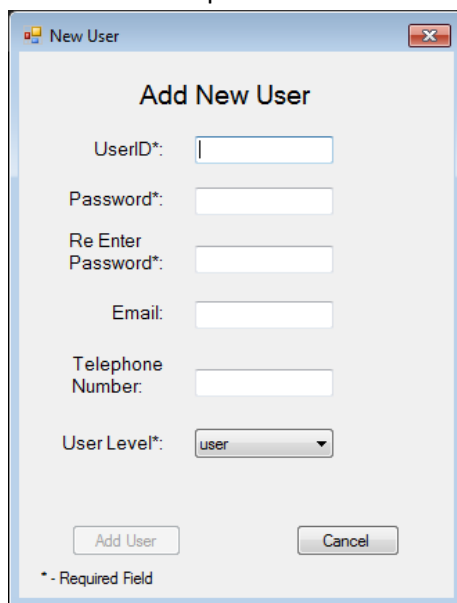 New User
Add New User
UserID*:
Password*:
Re Enter
Password*:
Email:
Telephone
Number:
User Level*:
user
Add User
Cancel
* - Required Field